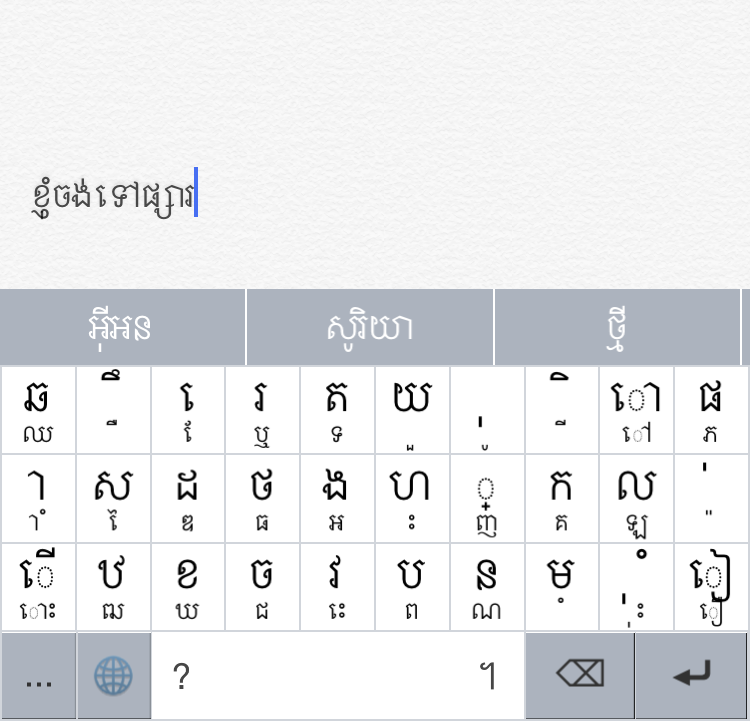 ខ្ញុំចង់ទៅផ្សារ
អ៊ីអន សូរិយា ថ្មី
ឆ ឹ េ រ ត យ ុ ិ ោ ផ
ឈ ឺ ែ ឬ ទ ួ ូ ី ៅ ភ
ា ស ដ ថ ង ហ ្ ក ល ់
ាំ ៃ ឌ ធ អ ះ ញ គ ឡ ៉
ើ ឋ ខ ច វ ប ន ម ំ ៀ
ោះ ឍ ឃ ជ េះ ព ណ ំ ុះ ឿ
... ? ។